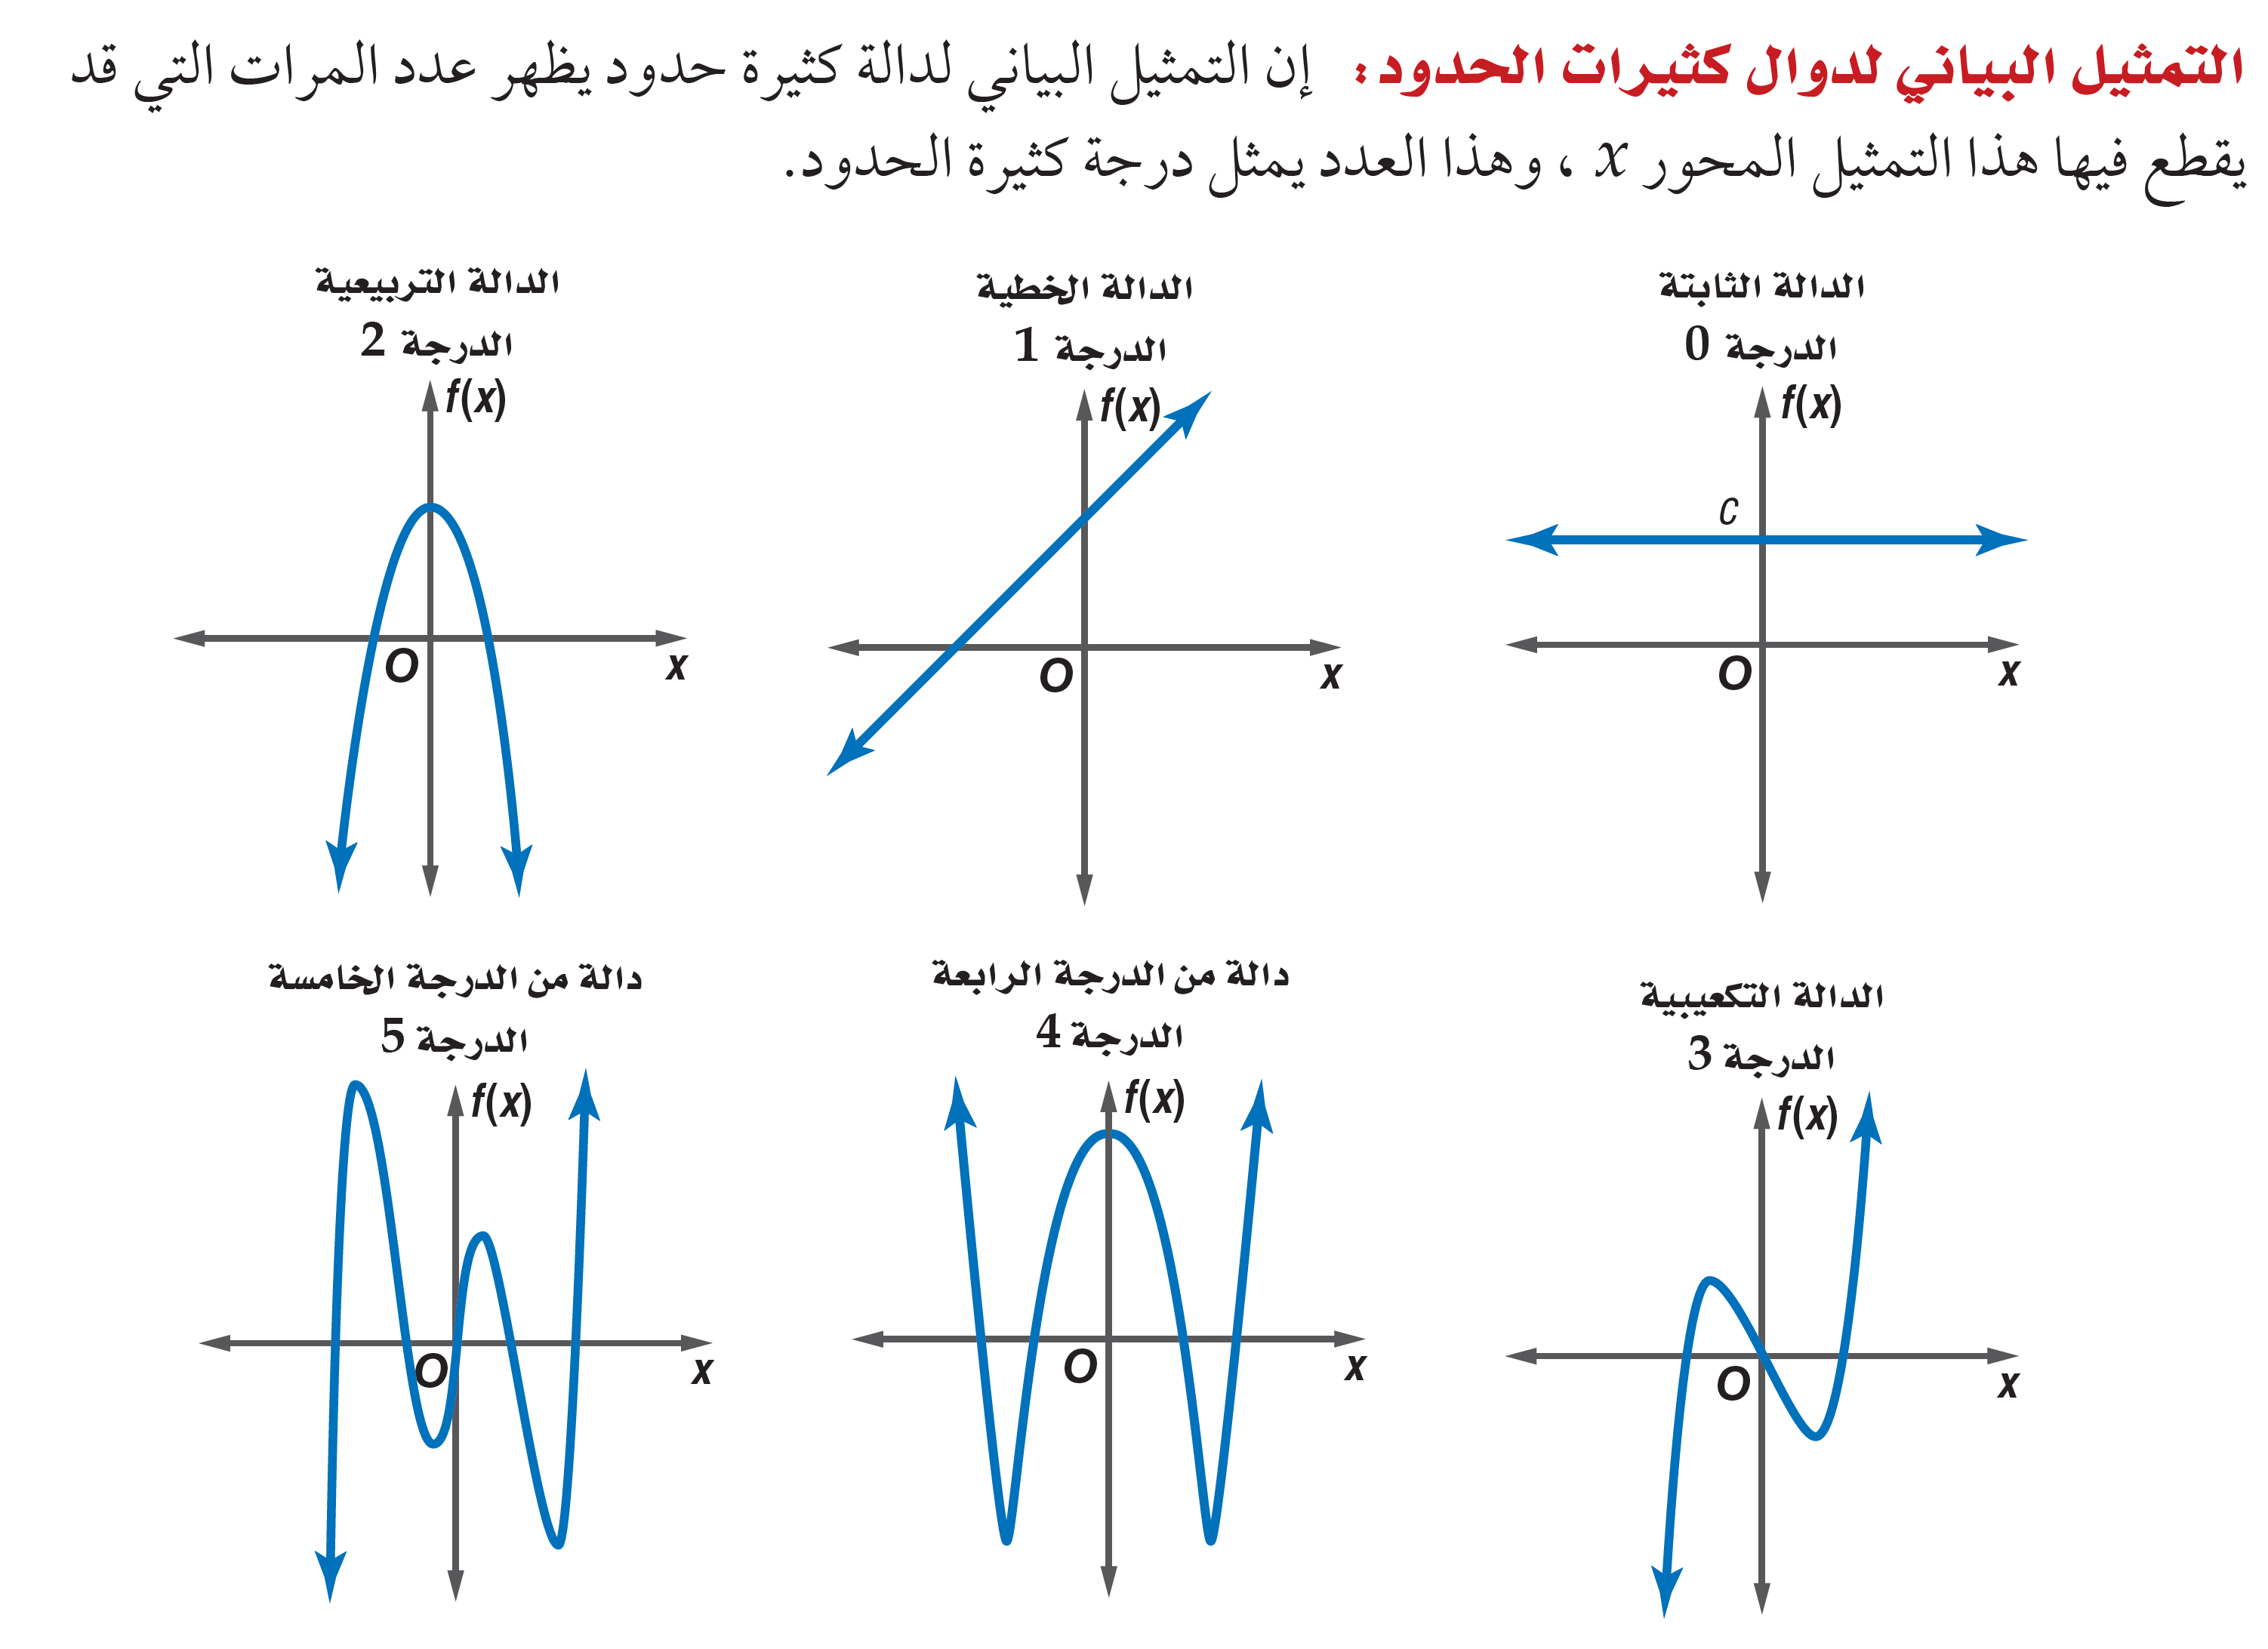 التمثيل البياني لدوال كثيرات الحدود: إن التمثيل البياني لدالة كثيرة حدود يظهر عدد المرات التي قد
يقطع فيها هذا التمثيل المحور x ، وهذا العدد يمثل درجة كثيرة الحدود.
الدالة الثابتة
الدرجة 0
f(x)
c
O
x
الدالة الخطية
الدرجة 1
f(x)
O
x
الدالة التربيعية
الدرجة 2
f(x)
O
x
الدالة التكعيبية
الدرجة 3
f(x)
O
x
دالة من الدرجة الرابعة
الدرجة 4
f(x)
O
x
دالة من الدرجة الخامسة
الدرجة 5
f(x)
O
x